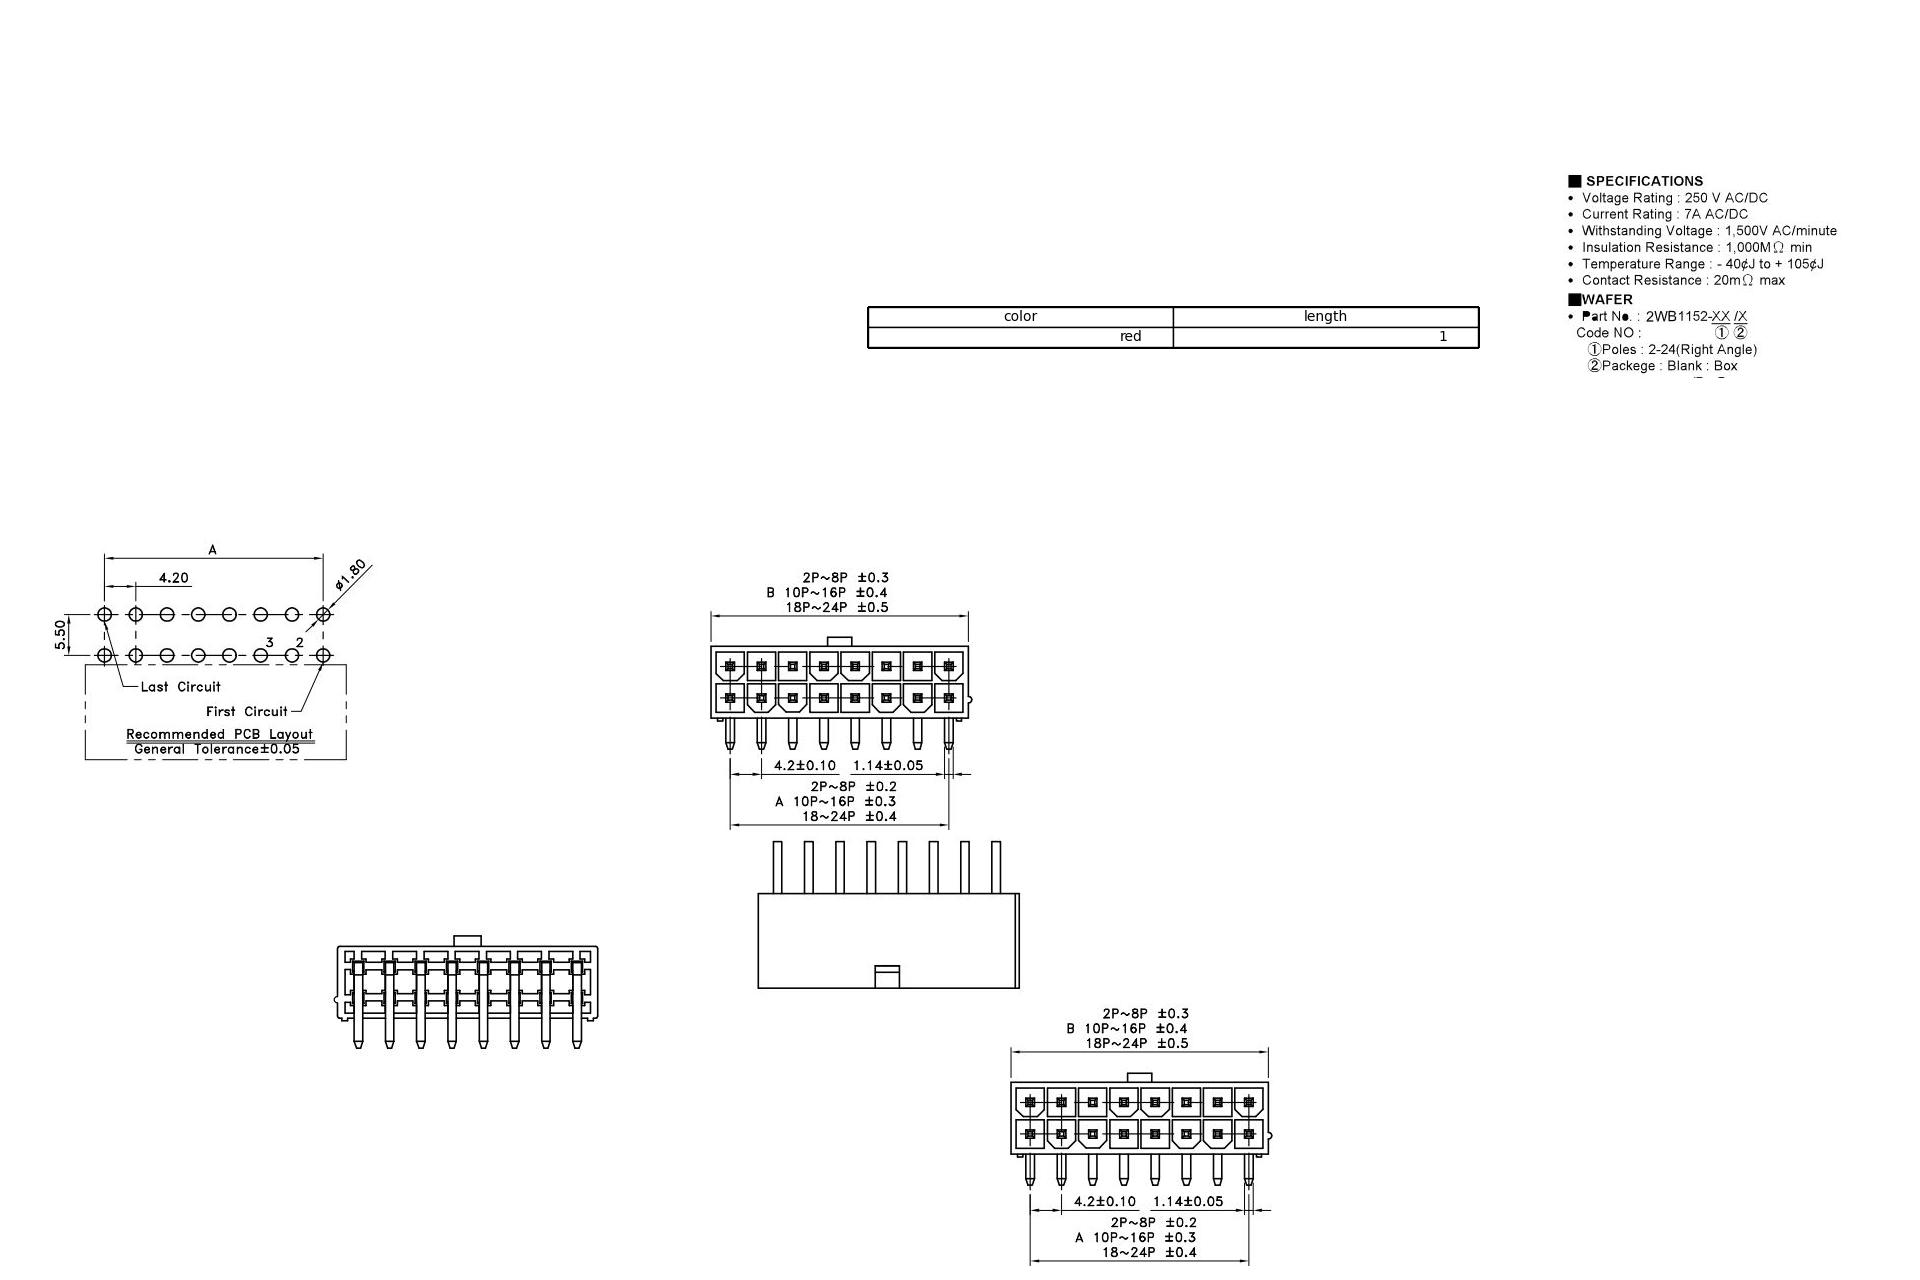 ■ SPECIFICATIONS
• Voltage Rating : 250 V AC/DC
• Current Rating : 7A AC/DC
• Withstanding Voltage : 1,500V AC/minute
• Insulation Resistance : 1,000MΩ min
• Temperature Range : - 40¢J to + 105¢J
• Contact Resistance : 20mΩ max
■WAFER
• Part No. : 2WB1152-XX /X
Code NO : ① ②
①Poles : 2-24(Right Angle)
②Packege : Blank : Box
color length
red 1
A
4.20
ø1.80
5.50
3 2
Last Circuit
First Circuit
Recommended PCB Layout
General Tolerance±0.05
2P~8P ±0.3
B 10P~16P ±0.4
18P~24P ±0.5
4.2±0.10 1.14±0.05
2P~8P ±0.2
A 10P~16P ±0.3
18~24P ±0.4
2P~8P ±0.3
B 10P~16P ±0.4
18P~24P ±0.5
4.2±0.10 1.14±0.05
2P~8P ±0.2
A 10P~16P ±0.3
18~24P ±0.4